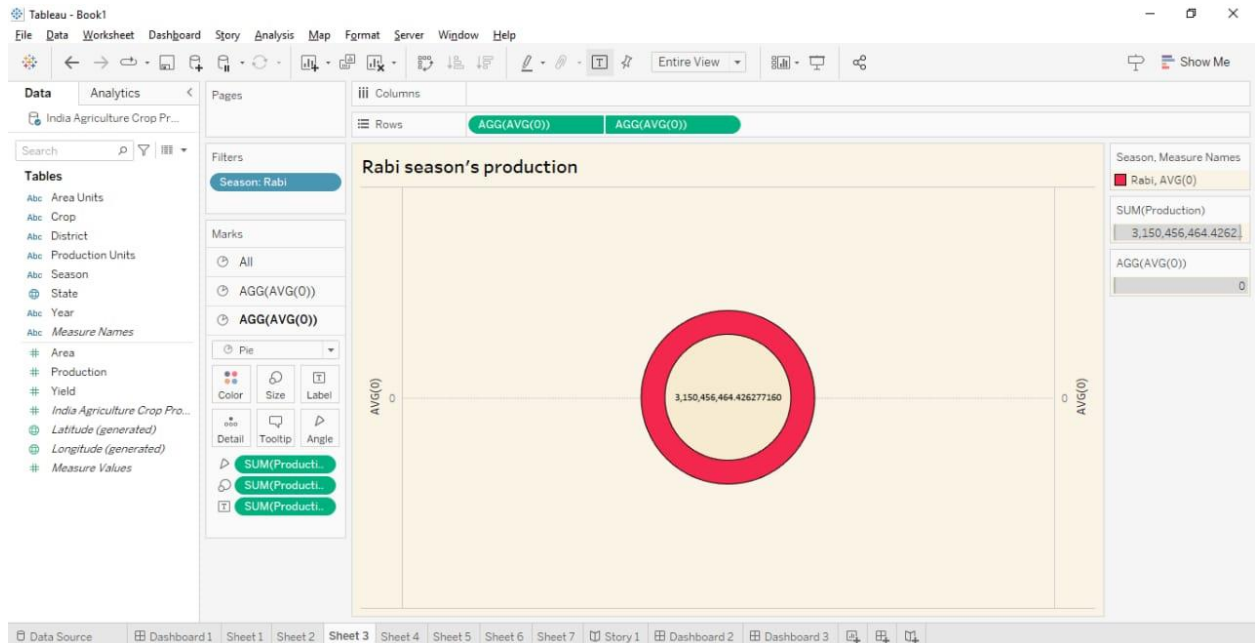 Tableau - Book1
File Data Worksheet Dashboard Story Analysis Map Format Server Window Help
Entire View
Show Me
Data Analytics
India Agriculture Crop Pr...
Search
Tables
Abc Area Units
Abc Crop
Abc District
Abc Production Units
Abc Season
State
Abc Year
Abc Measure Names
# Area
# Production
# Yield
# India Agriculture Crop Pro...
Latitude (generated)
Longitude (generated)
# Measure Values
Pages
Filters
Season: Rabi
Marks
All
AGG(AVG(0))
AGG(AVG(0))
Pie
Color Size Label
Detail Tooltip Angle
SUM(Producti..
SUM(Producti..
SUM(Producti..
Columns
Rows AGG(AVG(0)) AGG(AVG(0))
Rabi season's production
AVG(0)
0
3,150,456,464.426277160
0
AVG(0)
Season, Measure Names
Rabi, AVG(0)
SUM(Production)
3,150,456,464.4262..
AGG(AVG(0))
0
Data Source Dashboard 1 Sheet 1 Sheet 2 Sheet 3 Sheet 4 Sheet 5 Sheet 6 Sheet 7 Story 1 Dashboard 2 Dashboard 3